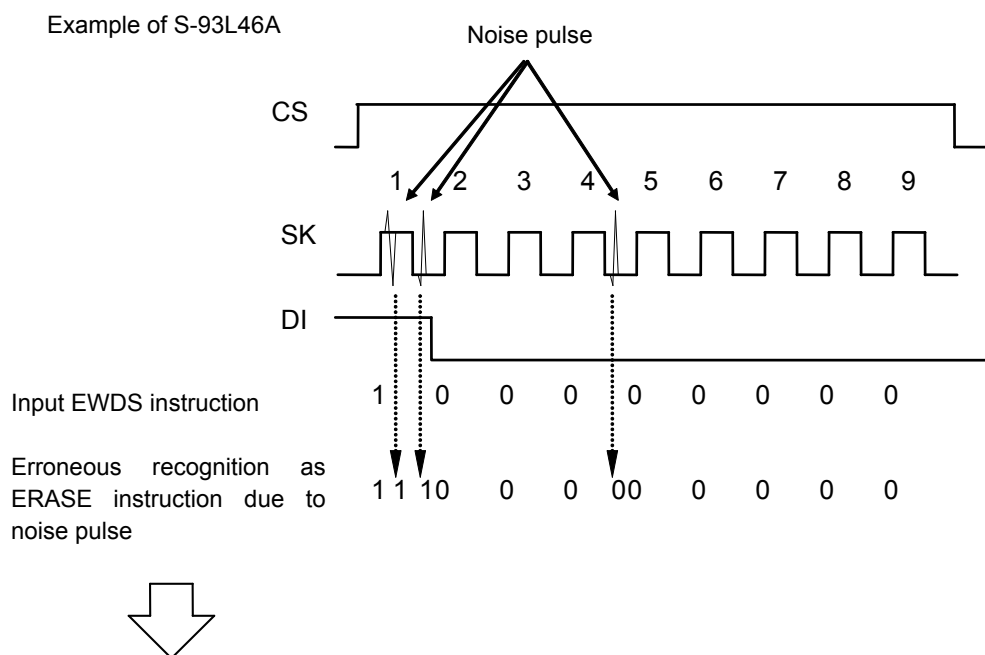 Example of S-93L46A
Noise pulse
CS
1 2 3 4 5 6 7 8 9
SK
DI
Input EWDS instruction
1 0 0 0 0 0 0 0 0
Erroneous recognition as
ERASE instruction due to
noise pulse
1 1 10 0 0 00 0 0 0 0